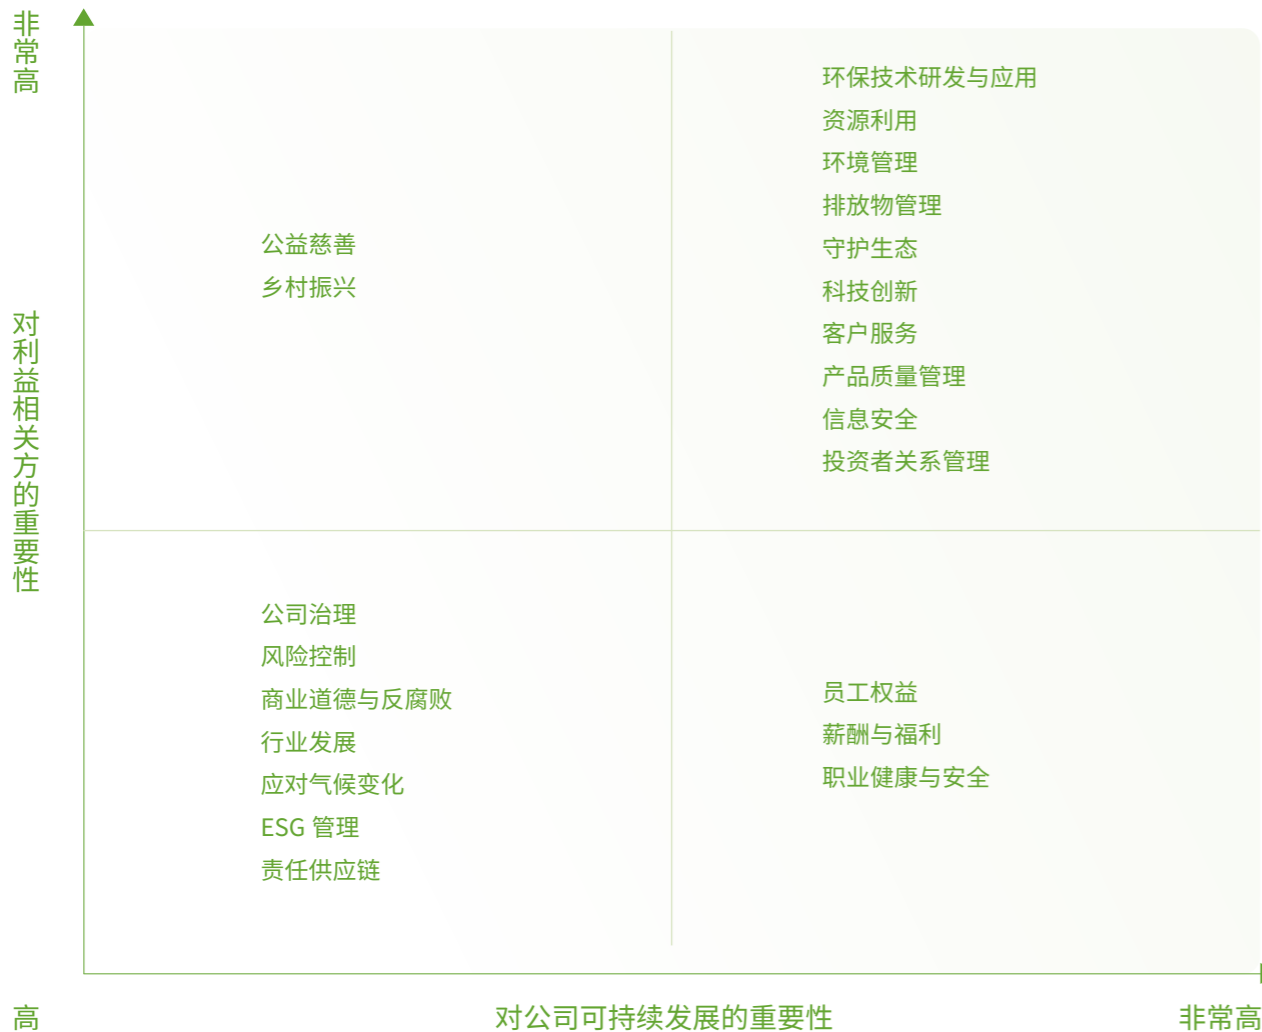 非常高
对利益相关方的重要性
公益慈善
乡村振兴
环保技术研发与应用
资源利用
环境管理
排放物管理
守护生态
科技创新
客户服务
产品质量管理
信息安全
投资者关系管理
公司治理
风险控制
商业道德与反腐败
行业发展
应对气候变化
ESG 管理
责任供应链
员工权益
薪酬与福利
职业健康与安全
高
对公司可持续发展的重要性
非常高